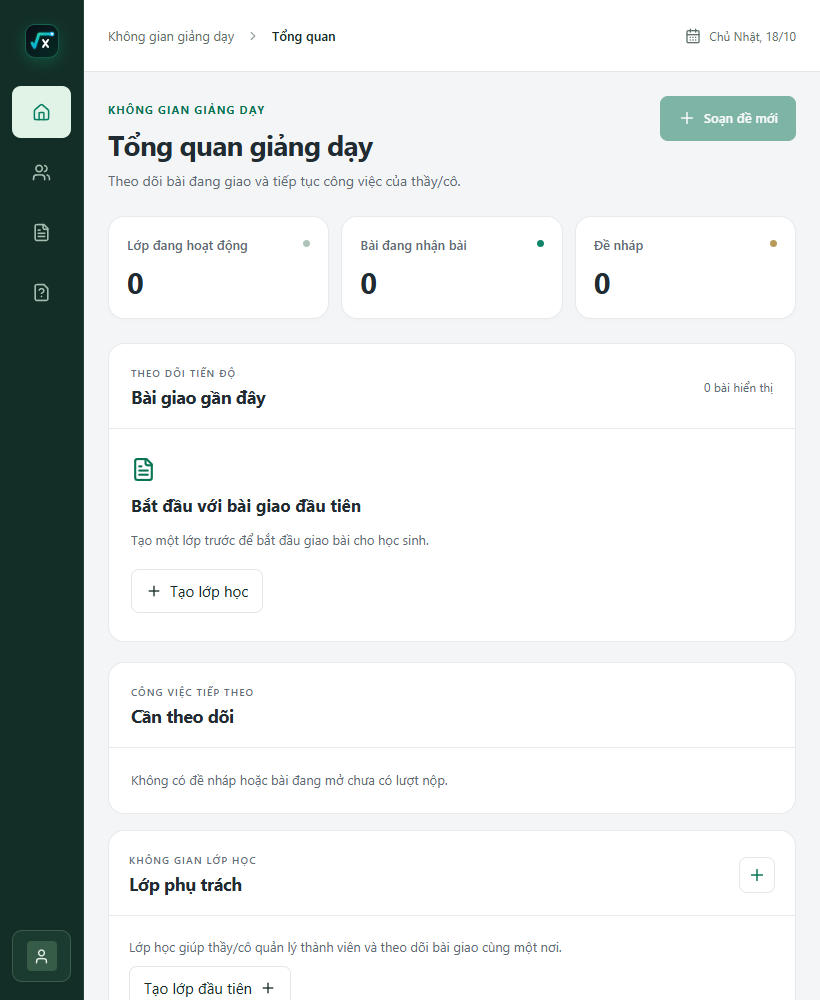 √x
Không gian giảng dạy > Tổng quan
Chủ Nhật, 18/10
KHÔNG GIAN GIẢNG DẠY
Tổng quan giảng dạy
Theo dõi bài đang giao và tiếp tục công việc của thầy/cô.
+ Soạn đề mới
Lớp đang hoạt động
0
Bài đang nhận bài
0
Đề nháp
0
THEO DÕI TIẾN ĐỘ
Bài giao gần đây
0 bài hiển thị
Bắt đầu với bài giao đầu tiên
Tạo một lớp trước để bắt đầu giao bài cho học sinh.
+ Tạo lớp học
CÔNG VIỆC TIẾP THEO
Cần theo dõi
Không có đề nháp hoặc bài đang mở chưa có lượt nộp.
KHÔNG GIAN LỚP HỌC
Lớp phụ trách
+
Lớp học giúp thầy/cô quản lý thành viên và theo dõi bài giao cùng một nơi.
Tạo lớp đầu tiên +